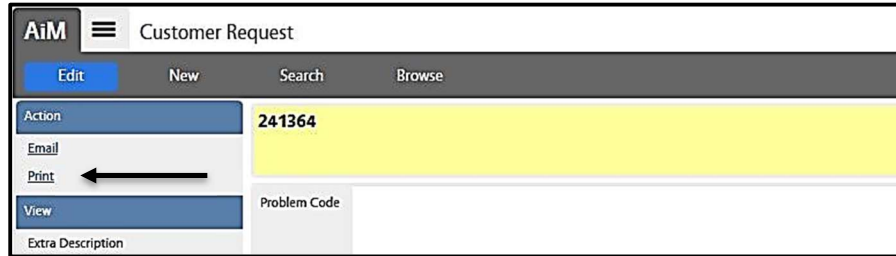 AiM Customer Request
Edit New Search Browse
Action
Email
Print
View
Extra Description
241364
Problem Code